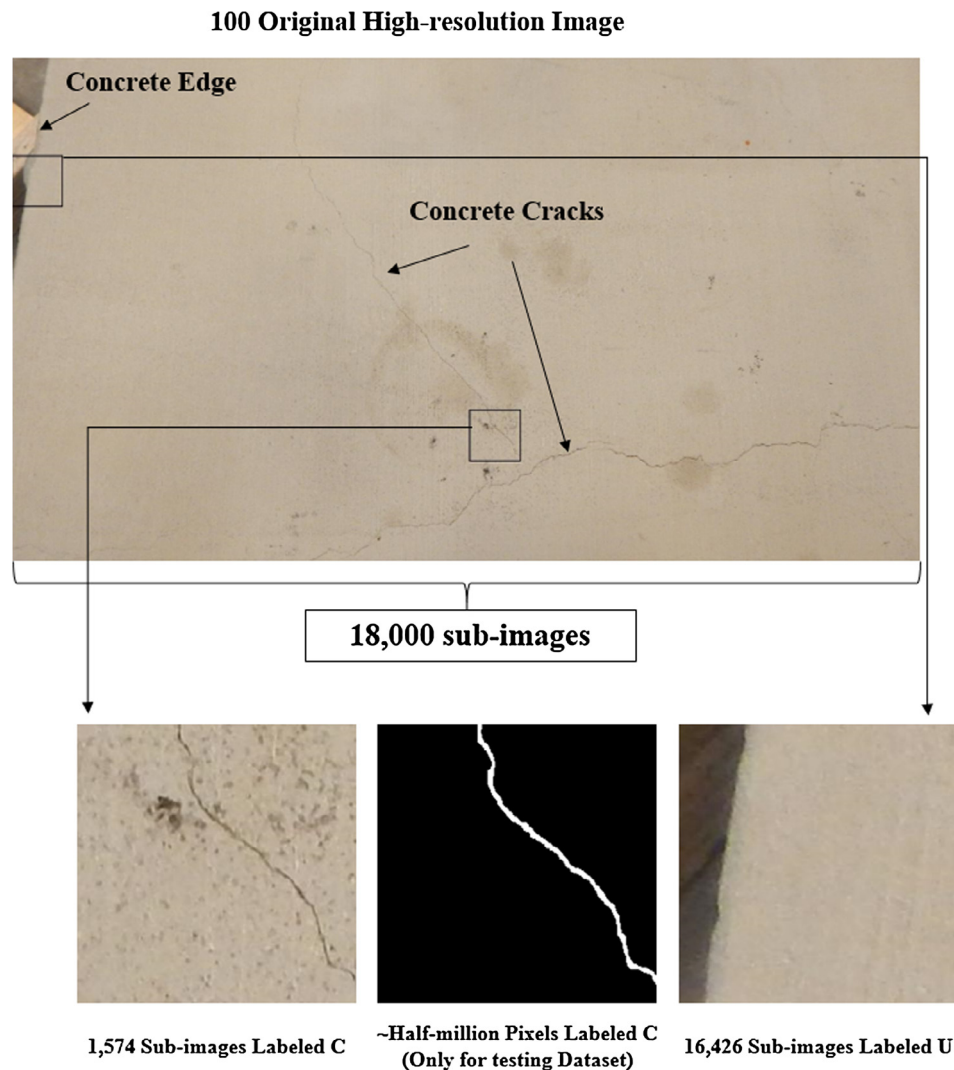 100 Original High-resolution Image
Concrete Edge
Concrete Cracks
18,000 sub-images
1,574 Sub-images Labeled C
~Half-million Pixels Labeled C
(Only for testing Dataset)
16,426 Sub-images Labeled U